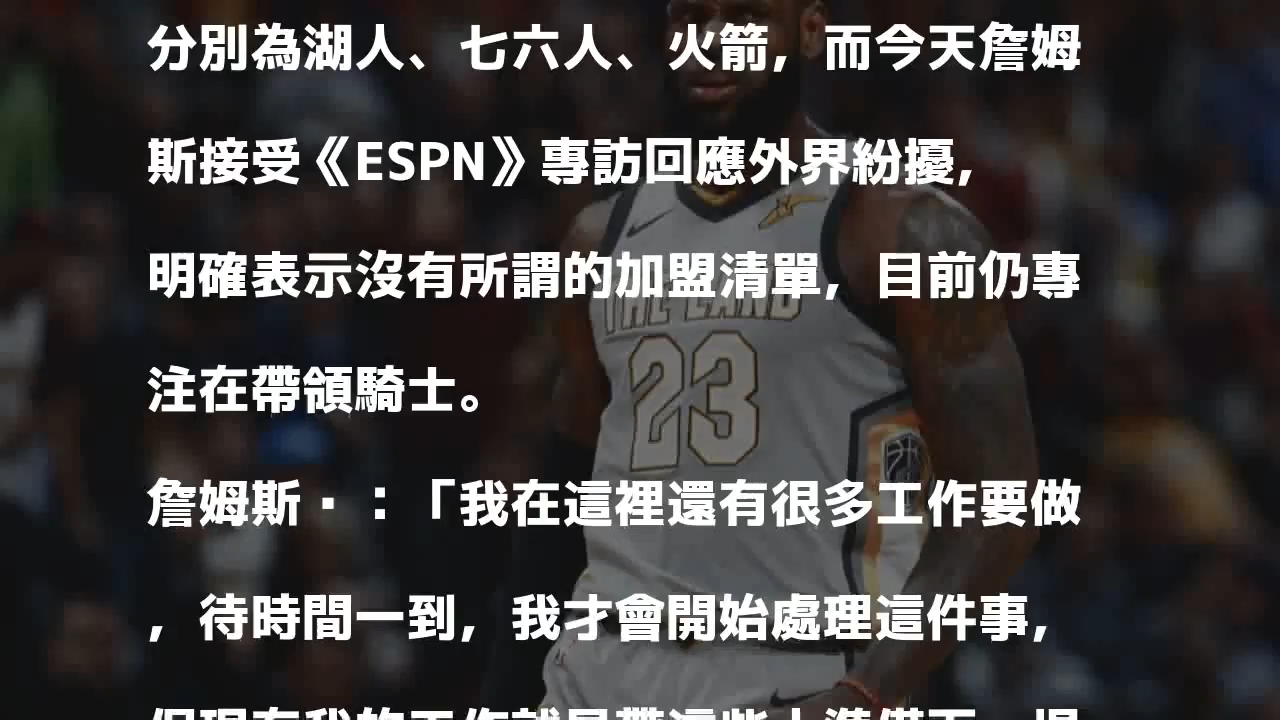 分別為湖人、七六人、火箭，而今天詹姆
斯接受《ESPN》專訪回應外界紛擾，
明確表示沒有所謂的加盟清單，目前仍專
注在帶領騎士。
THE LAND
23
詹姆斯·：「我在這裡還有很多工作要做
，待時間一到，我才會開始處理這件事，